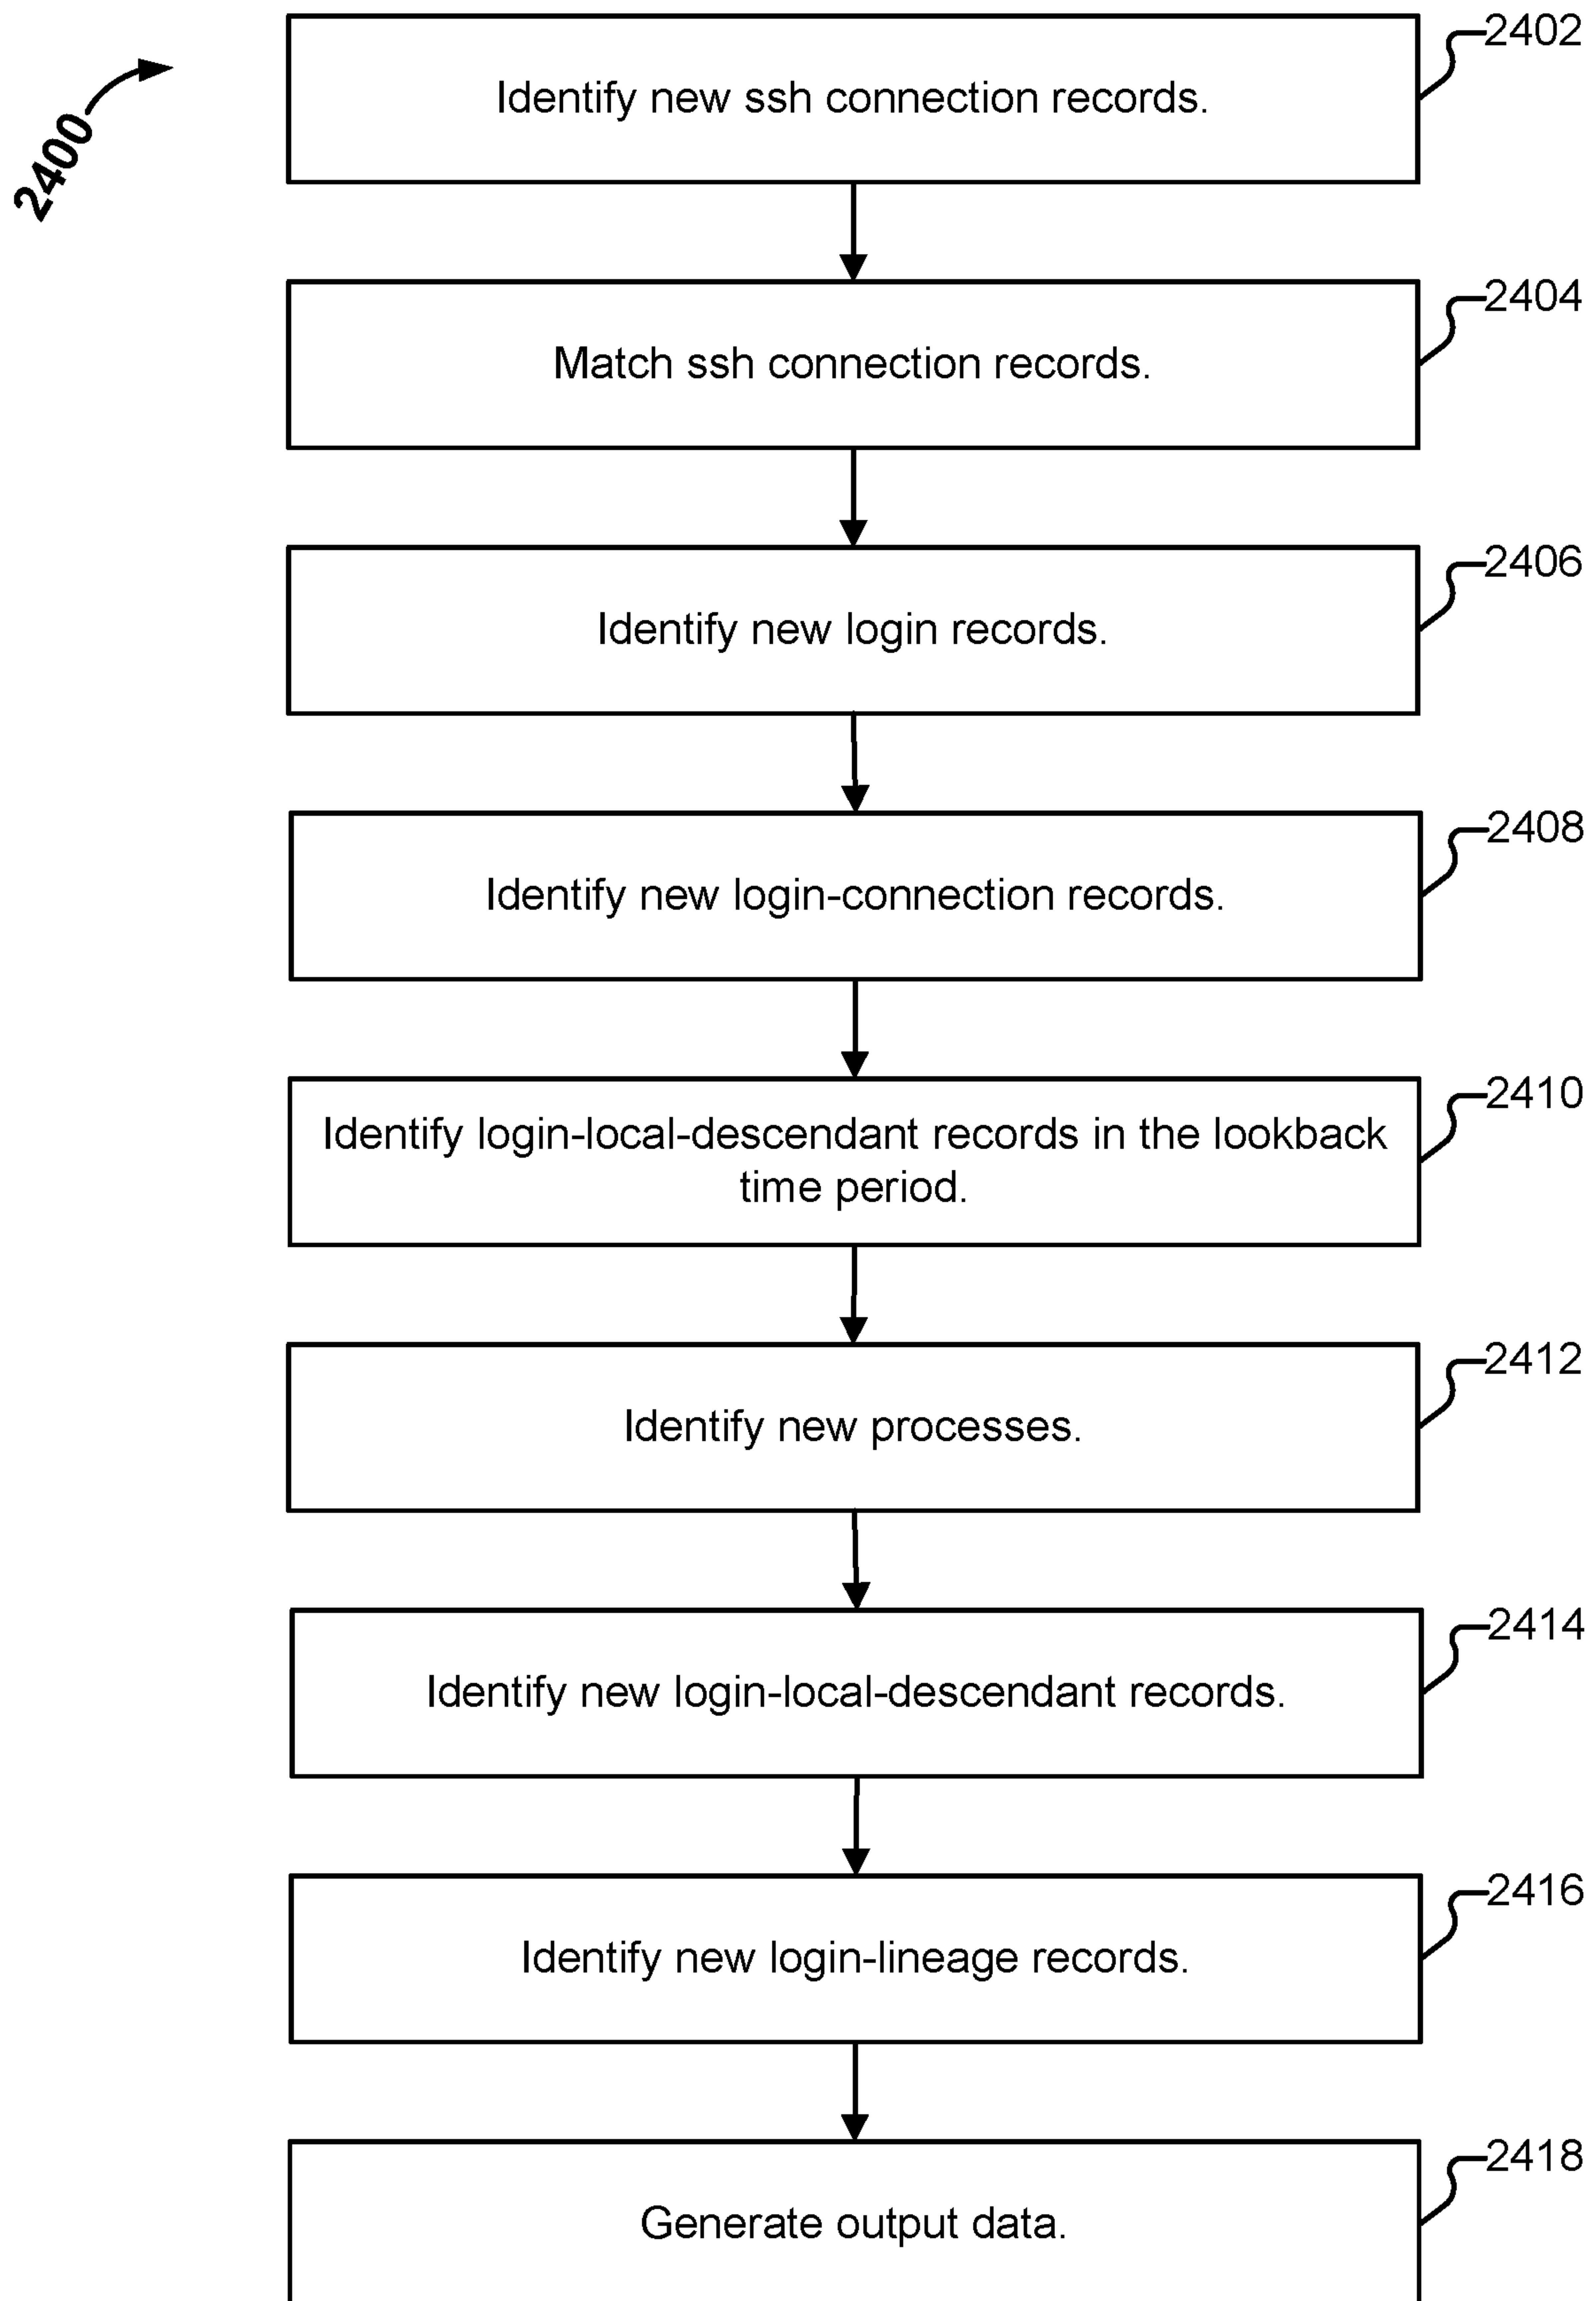 2400
2402
Identify new ssh connection records.
2404
Match ssh connection records.
2406
Identify new login records.
2408
Identify new login-connection records.
2410
Identify login-local-descendant records in the lookback
time period.
2412
Identify new processes.
2414
Identify new login-local-descendant records.
2416
Identify new login-lineage records.
2418
Generate output data.